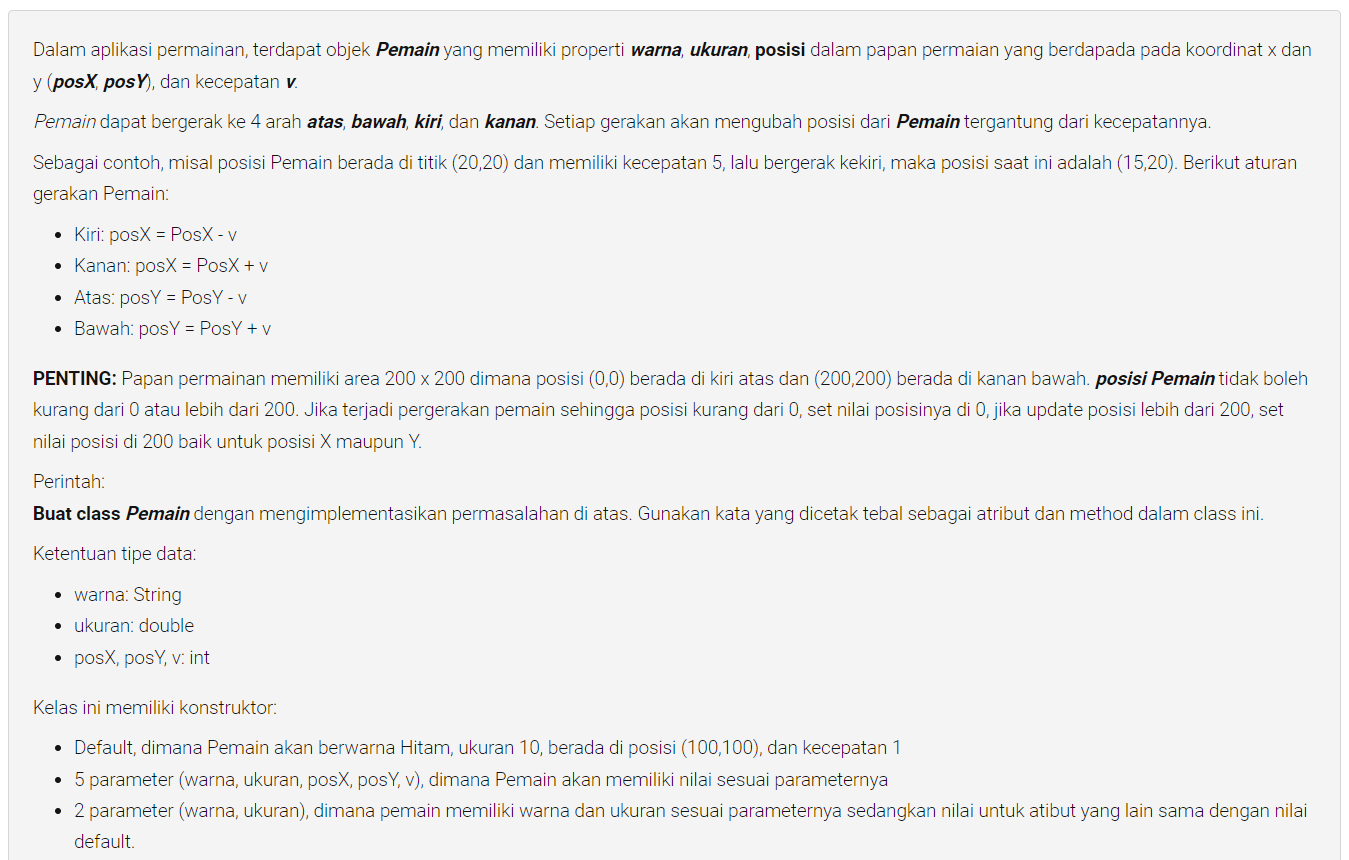 Dalam aplikasi permainan, terdapat objek Pemain yang memiliki properti warna, ukuran, posisi dalam papan permaian yang berdapada pada koordinat x dan
y (posX, posY), dan kecepatan v.
Pemain dapat bergerak ke 4 arah atas, bawah, kiri, dan kanan. Setiap gerakan akan mengubah posisi dari Pemain tergantung dari kecepatannya.
Sebagai contoh, misal posisi Pemain berada di titik (20,20) dan memiliki kecepatan 5, lalu bergerak kekiri, maka posisi saat ini adalah (15,20). Berikut aturan
gerakan Pemain:
• Kiri: posX = PosX - v
• Kanan: posX = PosX + v
• Atas: posY = PosY - v
• Bawah: posY = PosY + v
PENTING: Papan permainan memiliki area 200 x 200 dimana posisi (0,0) berada di kiri atas dan (200,200) berada di kanan bawah. posisi Pemain tidak boleh
kurang dari 0 atau lebih dari 200. Jika terjadi pergerakan pemain sehingga posisi kurang dari 0, set nilai posisinya di 0, jika update posisi lebih dari 200, set
nilai posisi di 200 baik untuk posisi X maupun Y.
Perintah:
Buat class Pemain dengan mengimplementasikan permasalahan di atas. Gunakan kata yang dicetak tebal sebagai atribut dan method dalam class ini.
Ketentuan tipe data:
• warna: String
• ukuran: double
• posX, posY, v: int
Kelas ini memiliki konstruktor:
• Default, dimana Pemain akan berwarna Hitam, ukuran 10, berada di posisi (100,100), dan kecepatan 1
• 5 parameter (warna, ukuran, posX, posY, v), dimana Pemain akan memiliki nilai sesuai parameternya
• 2 parameter (warna, ukuran), dimana pemain memiliki warna dan ukuran sesuai parameternya sedangkan nilai untuk atibut yang lain sama dengan nilai
default.